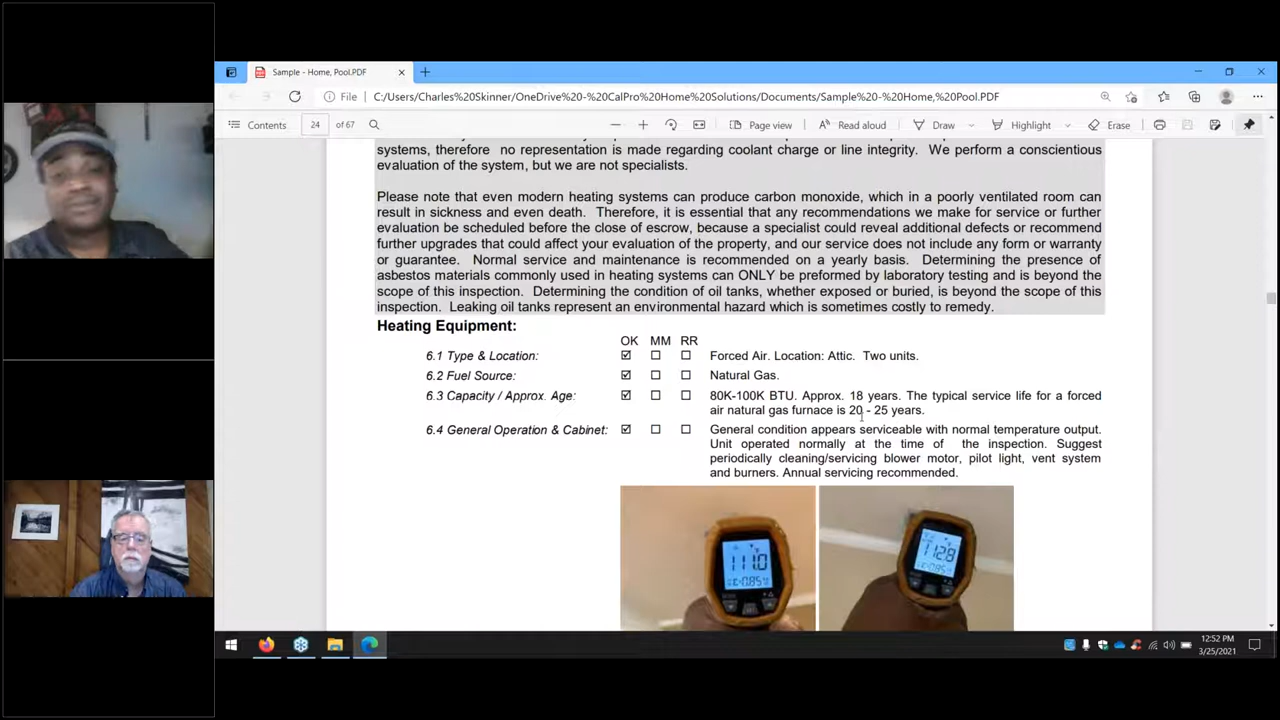 Sample - Home, Pool.PDF
File C:/Users/Charles%20Skinner/OneDrive%20-%20CalPro%20Home%20Solutions/Documents/Sample%20-%20Home,%20Pool.PDF
Contents 24 of 67 Page view Read aloud Draw Highlight Erase
systems, therefore no representation is made regarding coolant charge or line integrity. We perform a conscientious
evaluation of the system, but we are not specialists.
Please note that even modern heating systems can produce carbon monoxide, which in a poorly ventilated room can
result in sickness and even death. Therefore, it is essential that any recommendations we make for service or further
evaluation be scheduled before the close of escrow, because a specialist could reveal additional defects or recommend
further upgrades that could affect your evaluation of the property, and our service does not include any form or warranty
or guarantee. Normal service and maintenance is recommended on a yearly basis. Determining the presence of
asbestos materials commonly used in heating systems can ONLY be preformed by laboratory testing and is beyond the
scope of this inspection. Determining the condition of oil tanks, whether exposed or buried, is beyond the scope of this
inspection. Leaking oil tanks represent an environmental hazard which is sometimes costly to remedy.
Heating Equipment:
OK MM RR
6.1 Type & Location: Forced Air. Location: Attic. Two units.
6.2 Fuel Source: Natural Gas.
6.3 Capacity / Approx. Age: 80K-100K BTU. Approx. 18 years. The typical service life for a forced
air natural gas furnace is 20 - 25 years.
6.4 General Operation & Cabinet: General condition appears serviceable with normal temperature output.
Unit operated normally at the time of the inspection. Suggest
periodically cleaning/servicing blower motor, pilot light, vent system
and burners. Annual servicing recommended.
111.0 112.8
12:52 PM
3/25/2021